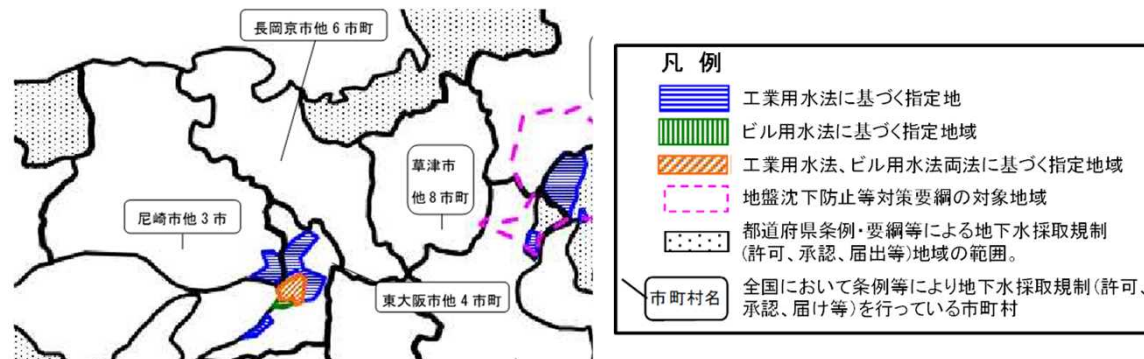 長岡京市他6市町
草津市
他8市町
尼崎市他3市
東大阪市他4市町
凡 例
工業用水法に基づく指定地
ビル用水法に基づく指定地域
工業用水法、ビル用水法両法に基づく指定地域
地盤沈下防止等対策要綱の対象地域
都道府県条例・要綱等による地下水採取規制
(許可、承認、届出等)地域の範囲。
市町村名
全国において条例等により地下水採取規制(許可、
承認、届け等)を行っている市町村